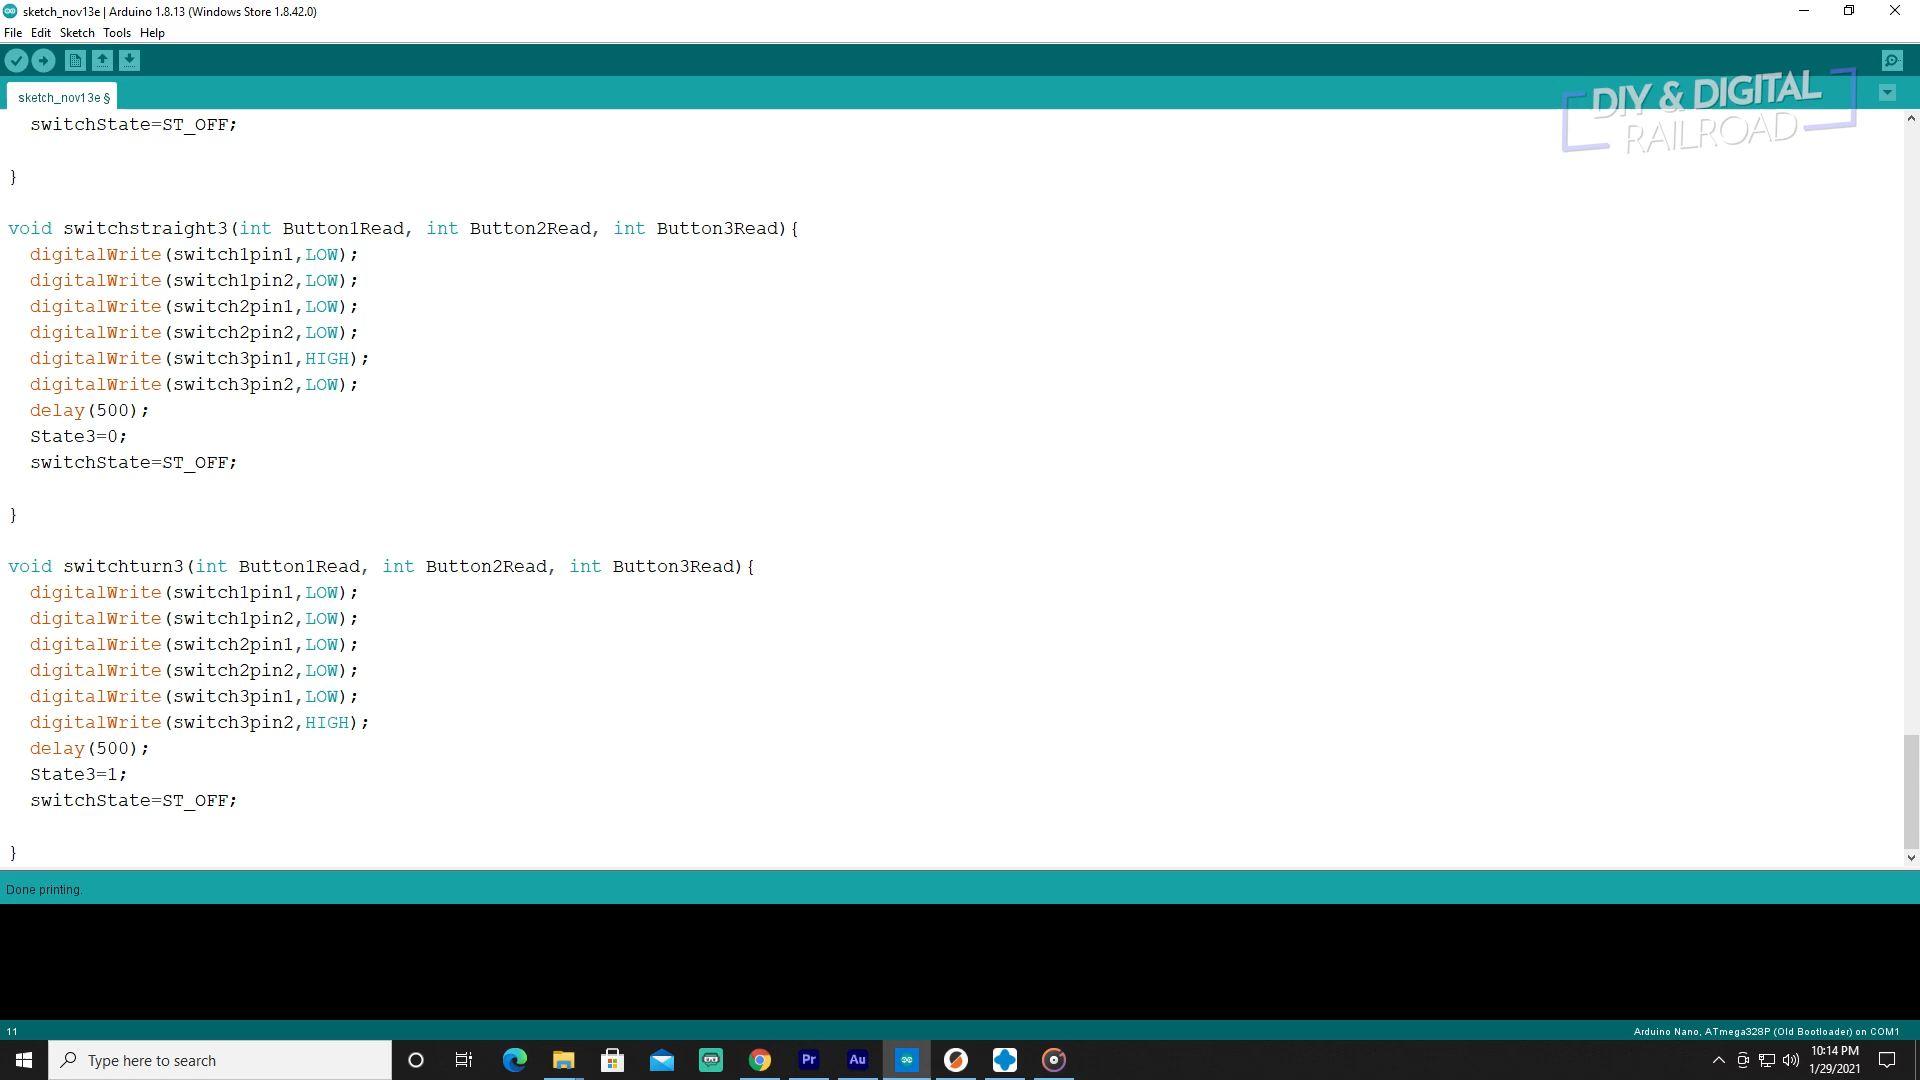 sketch_nov13e | Arduino 1.8.13 (Windows Store 1.8.42.0)
File Edit Sketch Tools Help
sketch_nov13e §
DIY & DIGITAL
RAILROAD
switchState=ST_OFF;
}
void switchstraight3(int Button1Read, int Button2Read, int Button3Read){
digitalWrite(switch1pin1,LOW);
digitalWrite(switch1pin2,LOW);
digitalWrite(switch2pin1,LOW);
digitalWrite(switch2pin2,LOW);
digitalWrite(switch3pin1,HIGH);
digitalWrite(switch3pin2,LOW);
delay(500);
State3=0;
switchState=ST_OFF;
}
void switchturn3(int Button1Read, int Button2Read, int Button3Read){
digitalWrite(switch1pin1,LOW);
digitalWrite(switch1pin2,LOW);
digitalWrite(switch2pin1,LOW);
digitalWrite(switch2pin2,LOW);
digitalWrite(switch3pin1,LOW);
digitalWrite(switch3pin2,HIGH);
delay(500);
State3=1;
switchState=ST_OFF;
}
Done printing.
11
Arduino Nano, ATmega328P (Old Bootloader) on COM1
Type here to search
Pr
Au
10:14 PM
1/29/2021